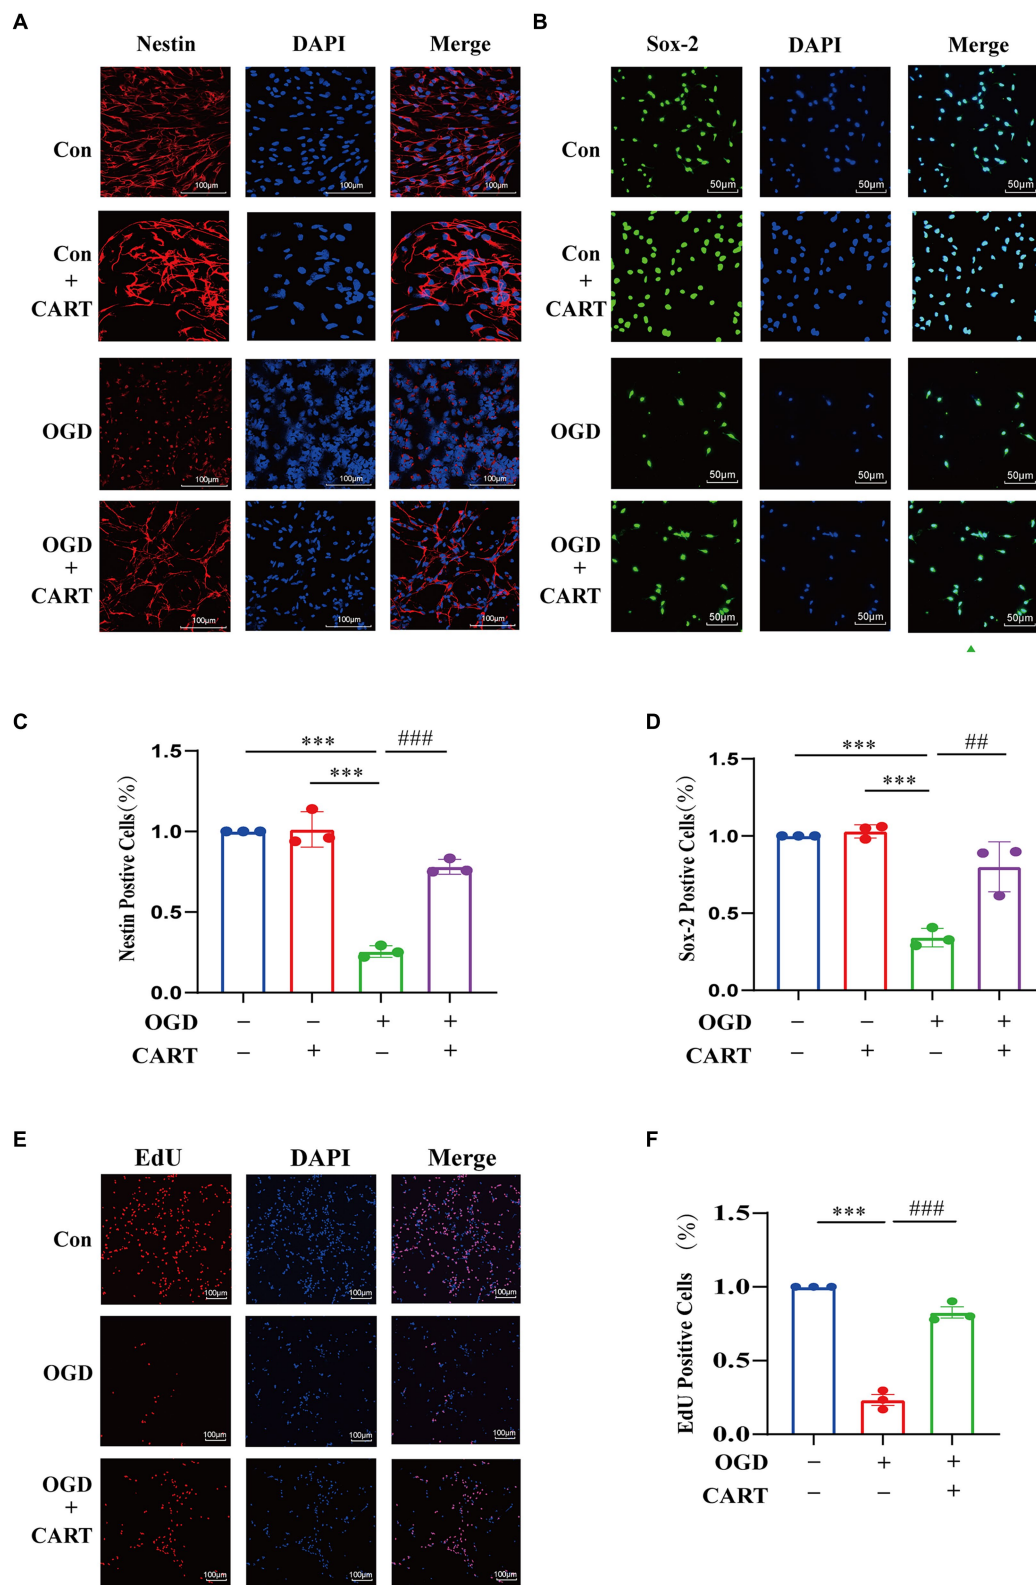 A
Nestin DAPI Merge
Con
100µm 100µm 100µm
Con
+
CART
OGD
100µm 100µm 100µm
OGD
+
CART
100µm 100µm 100µm
B
Sox-2 DAPI Merge
Con
50µm 50µm 50µm
Con
+
CART
OGD
50µm 50µm 50µm
OGD
+
CART
50µm 50µm 50µm
C
Nestin Postive Cells(%)
1.5
1.0
0.5
0.0
*** ###
***
OGD − − + +
CART − + − +
D
Sox-2 Postive Cells(%)
1.5
1.0
0.5
0.0
*** ##
***
OGD − − + +
CART − + − +
E
EdU DAPI Merge
Con
100µm 100µm 100µm
OGD
100µm 100µm 100µm
OGD
+
CART
100µm 100µm 100µm
F
EdU Positive Cells (%)
1.5
1.0
0.5
0.0
*** ###
OGD − + +
CART − − +